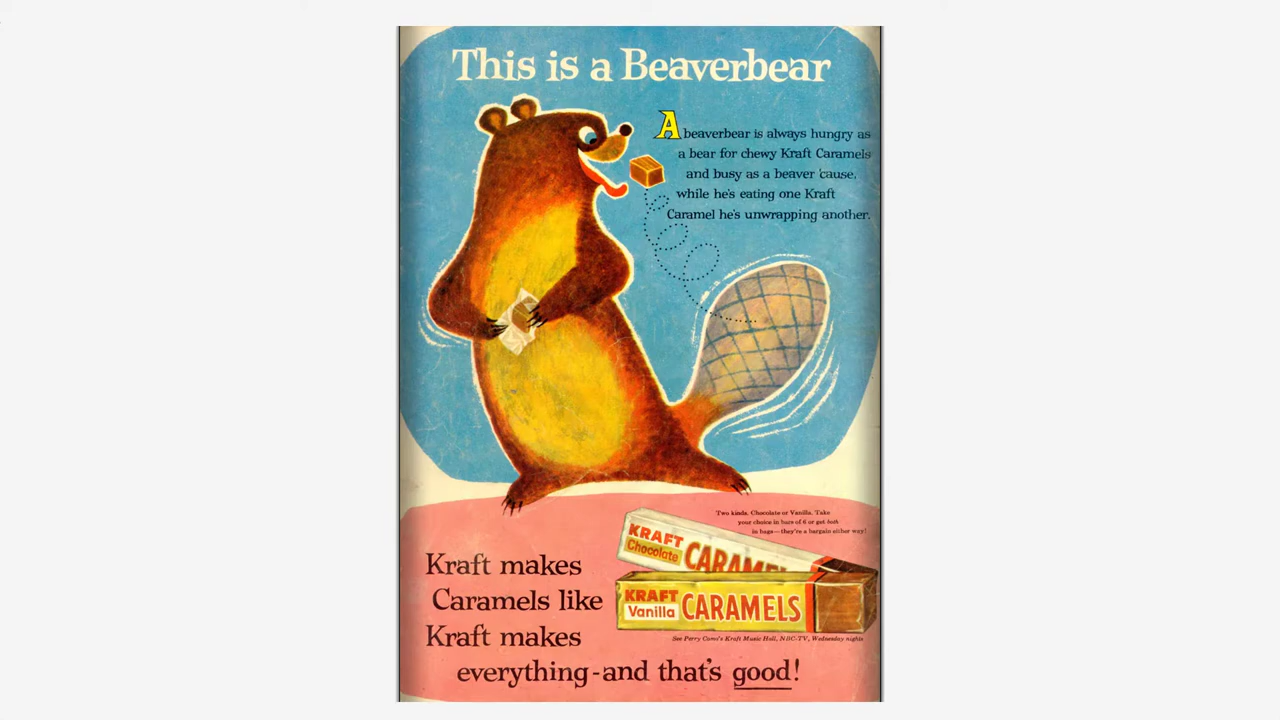 This is a Beaverbear
A beaverbear is always hungry as
a bear for chewy Kraft Caramels
and busy as a beaver 'cause,
while he's eating one Kraft
Caramel he's unwrapping another.
Two kinds. Chocolate or Vanilla. Take
your choice in bars of 6 or get both
in bags—they're a bargain either way!
KRAFT
Chocolate
CARAMEL
KRAFT
Vanilla
CARAMELS
See Perry Como's Kraft Music Hall, NBC-TV, Wednesday nights
Kraft makes
Caramels like
Kraft makes
everything-and that's good!